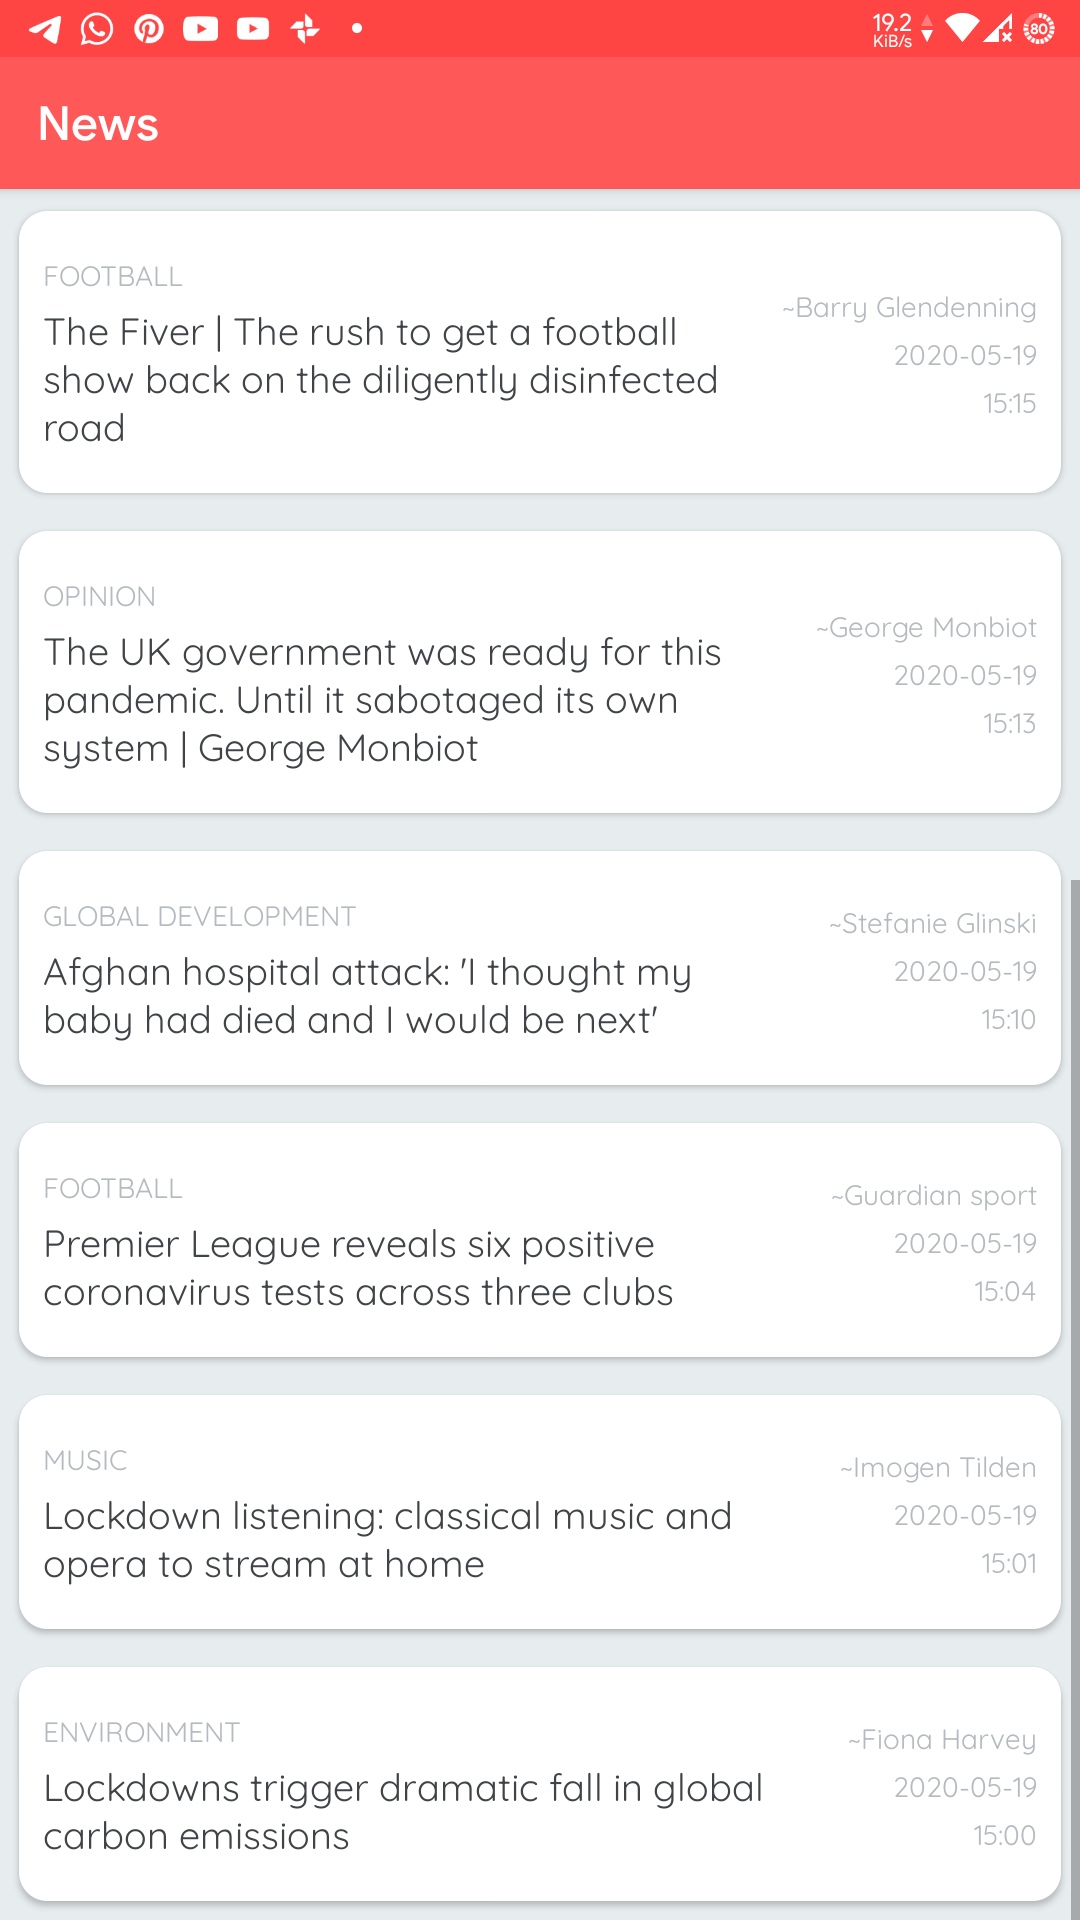 19.2
KiB/s
80
News
FOOTBALL
The Fiver | The rush to get a football
show back on the diligently disinfected
road
~Barry Glendenning
2020-05-19
15:15
OPINION
The UK government was ready for this
pandemic. Until it sabotaged its own
system | George Monbiot
~George Monbiot
2020-05-19
15:13
GLOBAL DEVELOPMENT
Afghan hospital attack: 'I thought my
baby had died and I would be next'
~Stefanie Glinski
2020-05-19
15:10
FOOTBALL
Premier League reveals six positive
coronavirus tests across three clubs
~Guardian sport
2020-05-19
15:04
MUSIC
Lockdown listening: classical music and
opera to stream at home
~Imogen Tilden
2020-05-19
15:01
ENVIRONMENT
Lockdowns trigger dramatic fall in global
carbon emissions
~Fiona Harvey
2020-05-19
15:00